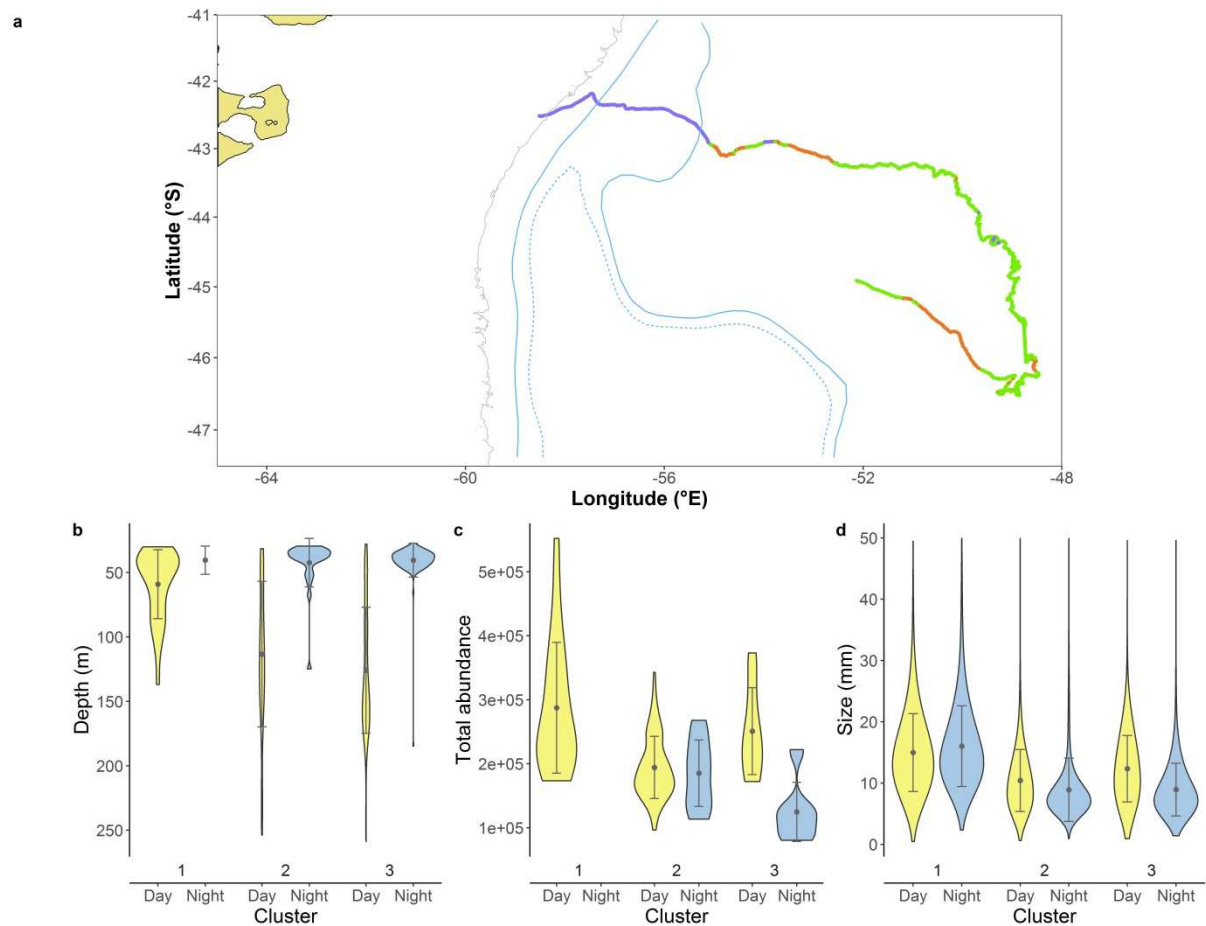 a
-41
-42
-43
-44
-45
-46
-47
Latitude (°S)
-64
-60
-56
-52
-48
Longitude (°E)
b
50
100
150
200
250
Depth (m)
1
2
3
Day Night Day Night Day Night
Cluster
c
5e+05
4e+05
3e+05
2e+05
1e+05
Total abundance
1
2
3
Day Night Day Night Day Night
Cluster
d
50
40
30
20
10
0
Size (mm)
1
2
3
Day Night Day Night Day Night
Cluster